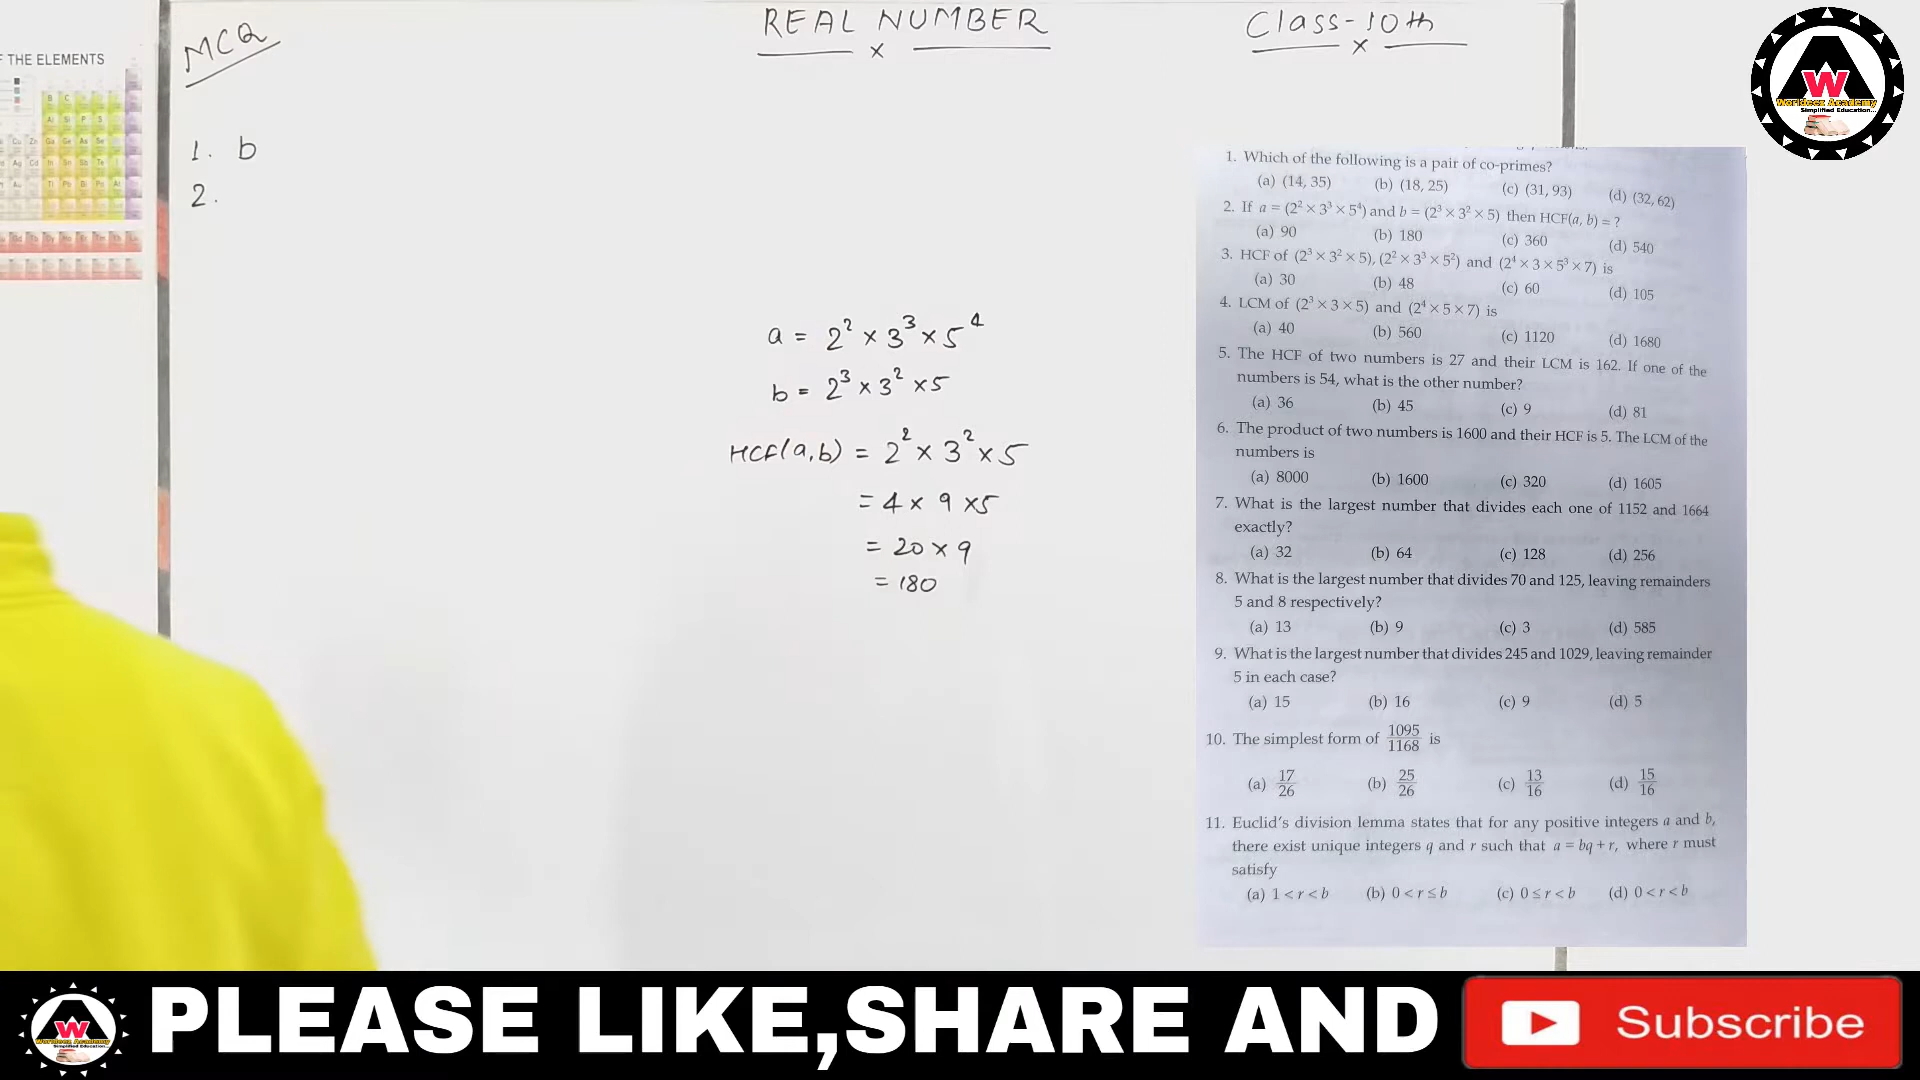 F THE ELEMENTS
MCQ
REAL NUMBER
x
Class-10th
x
1. b
2.
a = 2² × 3³ × 5⁴
b = 2³ × 3² × 5
HCF(a,b) = 2² × 3² × 5
= 4 × 9 × 5
= 20 × 9
= 180
W
Worldeez Academy
Simplified Education...
1. Which of the following is a pair of co-primes?
(a) (14, 35) (b) (18, 25) (c) (31, 93) (d) (32, 62)
2. If a = (2² × 3³ × 5⁴) and b = (2³ × 3² × 5) then HCF(a, b) = ?
(a) 90 (b) 180 (c) 360 (d) 540
3. HCF of (2³ × 3² × 5), (2² × 3³ × 5²) and (2⁴ × 3 × 5³ × 7) is
(a) 30 (b) 48 (c) 60 (d) 105
4. LCM of (2³ × 3 × 5) and (2⁴ × 5 × 7) is
(a) 40 (b) 560 (c) 1120 (d) 1680
5. The HCF of two numbers is 27 and their LCM is 162. If one of the
numbers is 54, what is the other number?
(a) 36 (b) 45 (c) 9 (d) 81
6. The product of two numbers is 1600 and their HCF is 5. The LCM of the
numbers is
(a) 8000 (b) 1600 (c) 320 (d) 1605
7. What is the largest number that divides each one of 1152 and 1664
exactly?
(a) 32 (b) 64 (c) 128 (d) 256
8. What is the largest number that divides 70 and 125, leaving remainders
5 and 8 respectively?
(a) 13 (b) 9 (c) 3 (d) 585
9. What is the largest number that divides 245 and 1029, leaving remainder
5 in each case?
(a) 15 (b) 16 (c) 9 (d) 5
10. The simplest form of 1095/1168 is
(a) 17/26 (b) 25/26 (c) 13/16 (d) 15/16
11. Euclid's division lemma states that for any positive integers a and b,
there exist unique integers q and r such that a = bq + r, where r must
satisfy
(a) 1 < r < b (b) 0 < r ≤ b (c) 0 ≤ r < b (d) 0 < r < b
W
Worldeez Academy
Simplified Education...
PLEASE LIKE,SHARE AND
Subscribe